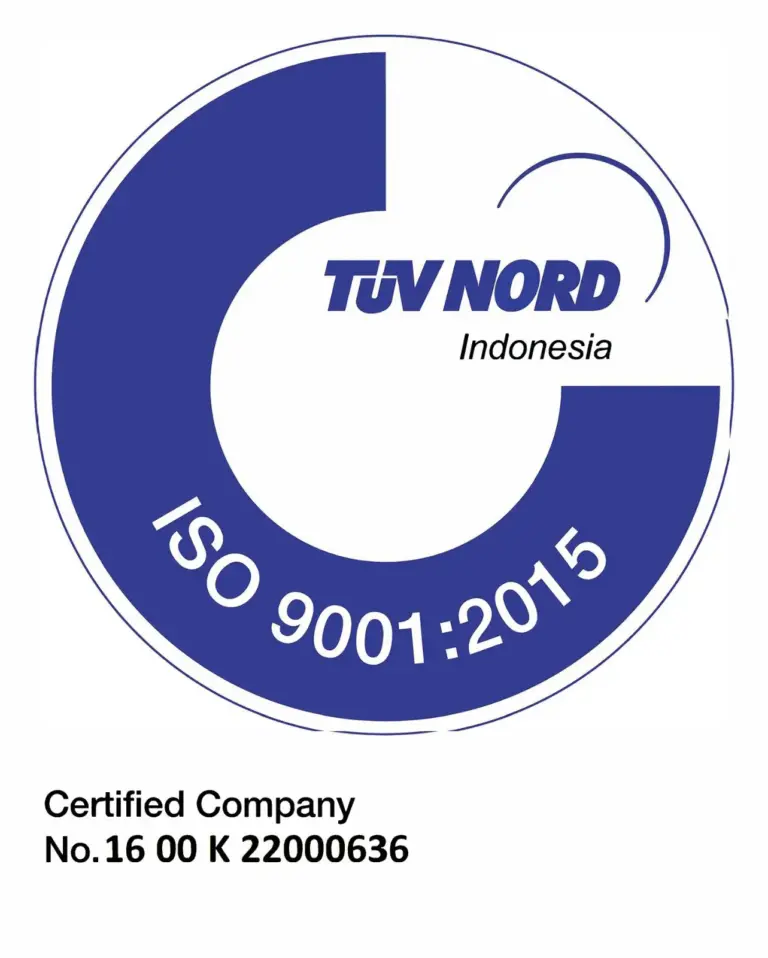 TÜV NORD
Indonesia
ISO 9001:2015
Certified Company
No. 16 00 K 22000636